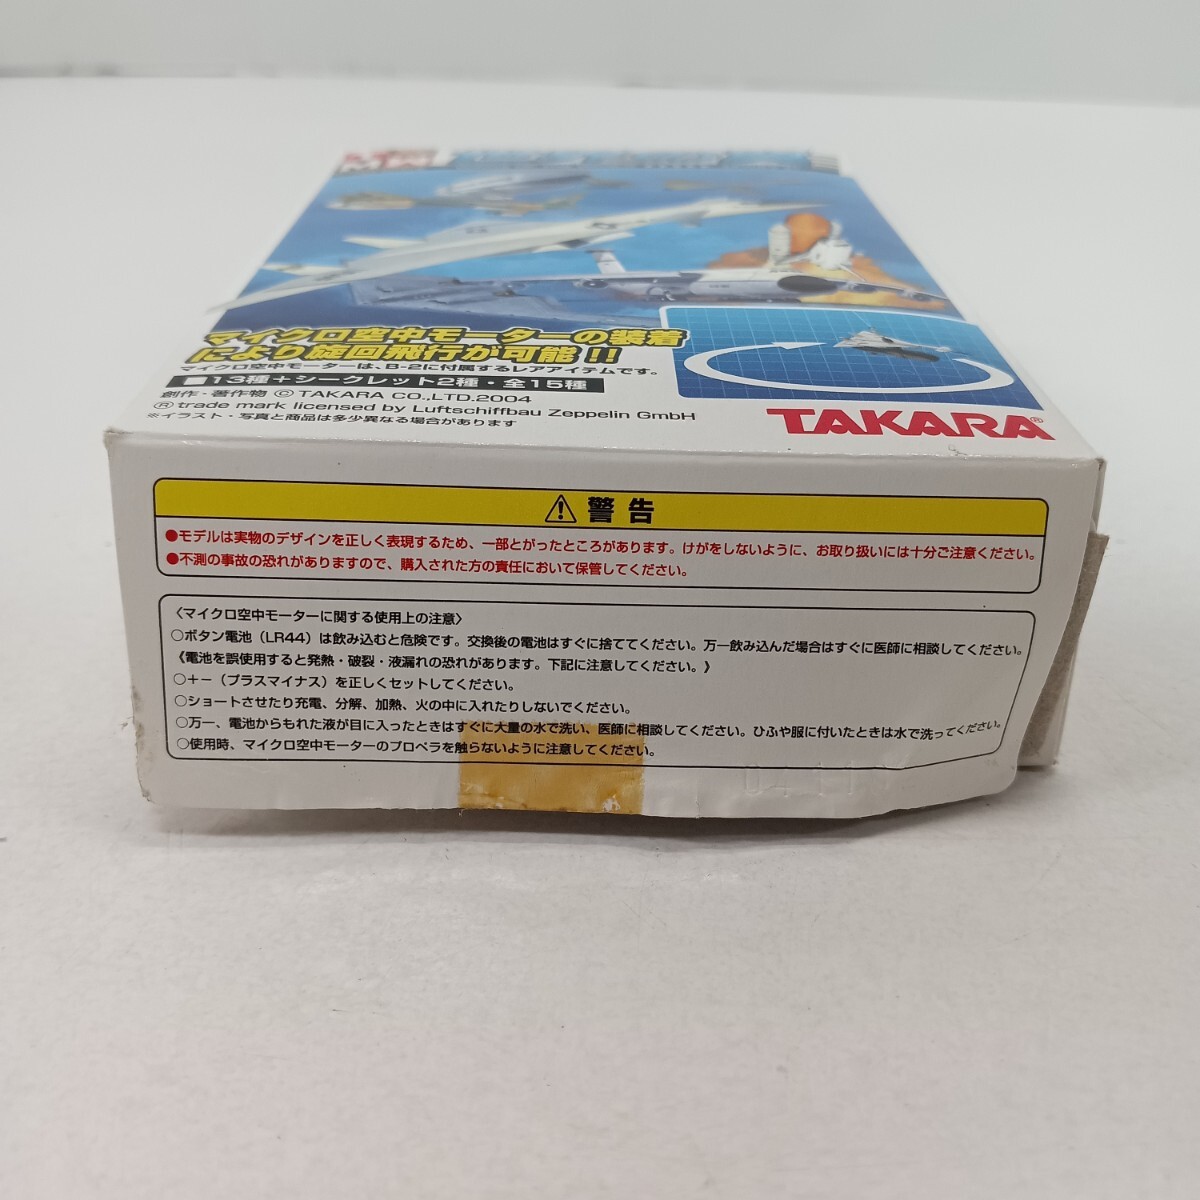 マイクロ空中モーターの装着
により旋回飛行が可能!!
マイクロ空中モーターは、B-2に付属するレアアイテムです。
■13種+シークレット2種・全15種
創作・著作物 © TAKARA CO.,LTD.2004
Ⓡtrade mark licensed by Luftschiffbau Zeppelin GmbH
※イラスト・写真と商品は多少異なる場合があります
TAKARA®
⚠ 警告
●モデルは実物のデザインを正しく表現するため、一部とがったところがあります。けがをしないように、お取り扱いには十分ご注意ください。
●不測の事故の恐れがありますので、購入された方の責任において保管してください。
〈マイクロ空中モーターに関する使用上の注意〉
○ボタン電池(LR44)は飲み込むと危険です。交換後の電池はすぐに捨ててください。万一飲み込んだ場合はすぐに医師に相談してください。
《電池を誤使用すると発熱・破裂・液漏れの恐れがあります。下記に注意してください。》
○+-(プラスマイナス)を正しくセットしてください。
○ショートさせたり充電、分解、加熱、火の中に入れたりしないでください。
○万一、電池からもれた液が目に入ったときはすぐに大量の水で洗い、医師に相談してください。ひふや服に付いたときは水で洗ってください。
○使用時、マイクロ空中モーターのプロペラを触らないように注意してください。